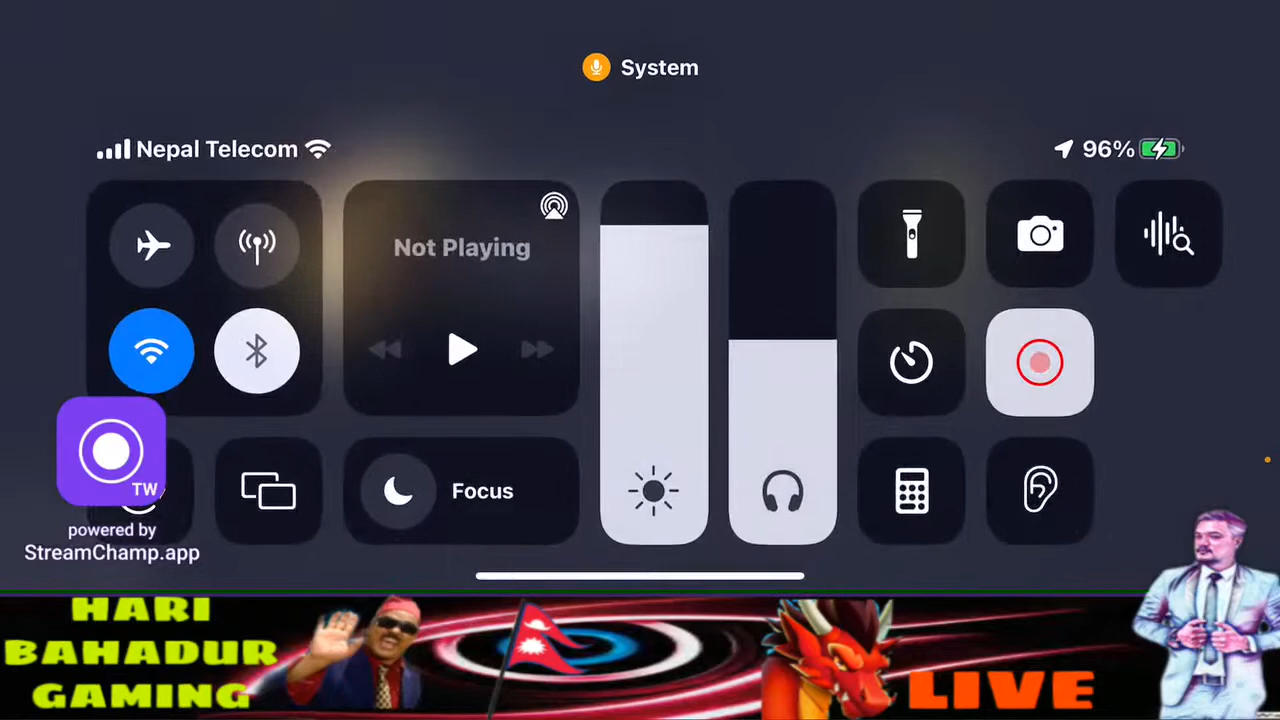 System
Nepal Telecom
96%
Not Playing
Focus
TW
powered by
StreamChamp.app
HARI
BAHADUR
GAMING
LIVE